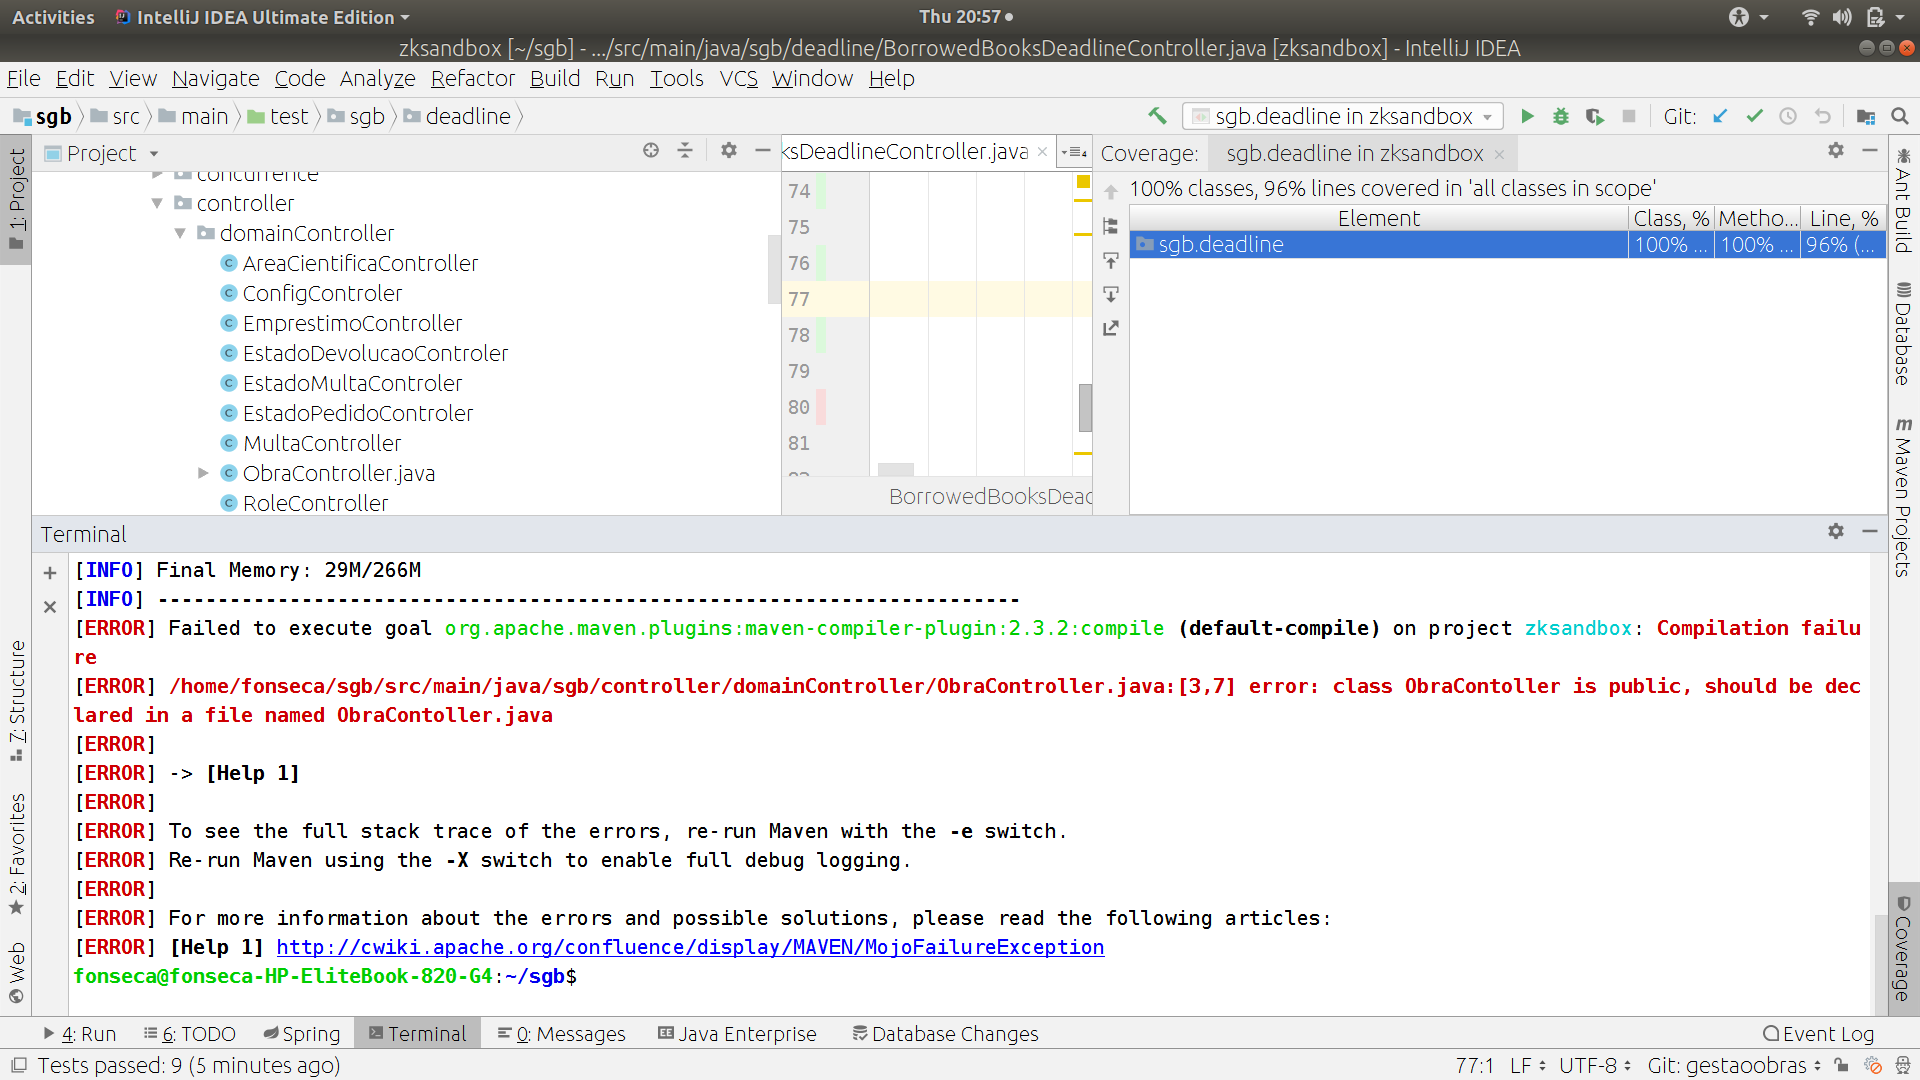 Activities IntelliJ IDEA Ultimate Edition Thu 20:57
zksandbox [~/sgb] - .../src/main/java/sgb/deadline/BorrowedBooksDeadlineController.java [zksandbox] - IntelliJ IDEA
File Edit View Navigate Code Analyze Refactor Build Run Tools VCS Window Help
sgb src main test sgb deadline sgb.deadline in zksandbox Git:
1: Project
7: Structure
2: Favorites
Web
Project
concurrence
controller
domainController
AreaCientificaController
ConfigControler
EmprestimoController
EstadoDevolucaoControler
EstadoMultaControler
EstadoPedidoControler
MultaController
ObraController.java
RoleController
ksDeadlineController.java
74
75
76
77
78
79
80
81
BorrowedBooksDead
Coverage: sgb.deadline in zksandbox
100% classes, 96% lines covered in 'all classes in scope'
Element Class, % Metho... Line, %
sgb.deadline 100% ... 100% ... 96% (...
Ant Build
Database
Maven Projects
Coverage
Terminal
[INFO] Final Memory: 29M/266M
[INFO] ------------------------------------------------------------------------
[ERROR] Failed to execute goal org.apache.maven.plugins:maven-compiler-plugin:2.3.2:compile (default-compile) on project zksandbox: Compilation failu
re
[ERROR] /home/fonseca/sgb/src/main/java/sgb/controller/domainController/ObraController.java:[3,7] error: class ObraContoller is public, should be dec
lared in a file named ObraContoller.java
[ERROR]
[ERROR] -> [Help 1]
[ERROR]
[ERROR] To see the full stack trace of the errors, re-run Maven with the -e switch.
[ERROR] Re-run Maven using the -X switch to enable full debug logging.
[ERROR]
[ERROR] For more information about the errors and possible solutions, please read the following articles:
[ERROR] [Help 1] http://cwiki.apache.org/confluence/display/MAVEN/MojoFailureException
fonseca@fonseca-HP-EliteBook-820-G4:~/sgb$
4: Run 6: TODO Spring Terminal 0: Messages Java Enterprise Database Changes Event Log
Tests passed: 9 (5 minutes ago) 77:1 LF UTF-8 Git: gestaoobras